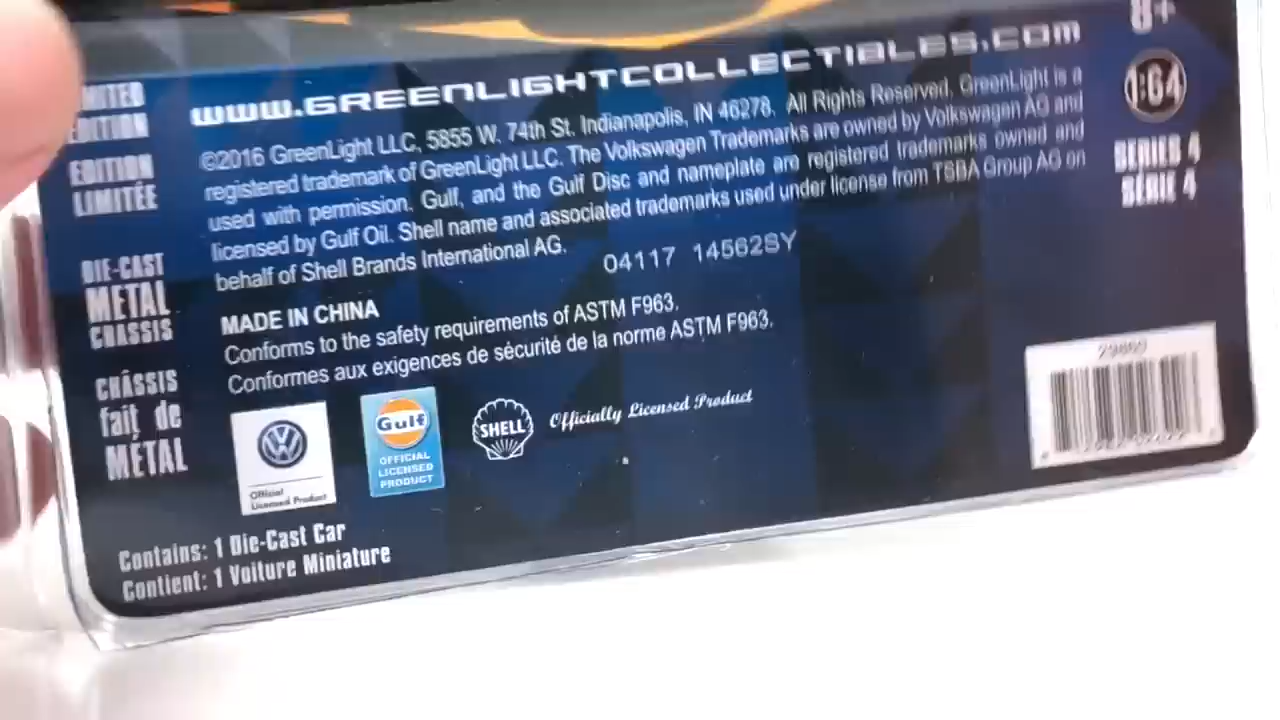 LIMITED
EDITION
EDITION
LIMITÉE
DIE-CAST
METAL
CHASSIS
CHÂSSIS
fait de
MÉTAL
www.GREENLIGHTCOLLECTIBLES.com
©2016 GreenLight LLC, 5855 W. 74th St. Indianapolis, IN 46278. All Rights Reserved, GreenLight is a
registered trademark of GreenLight LLC. The Volkswagen Trademarks are owned by Volkswagen AG and
used with permission. Gulf, and the Gulf Disc and nameplate are registered trademarks owned and
licensed by Gulf Oil. Shell name and associated trademarks used under license from TSBA Group AG on
behalf of Shell Brands International AG.
04117 14562SY
MADE IN CHINA
Conforms to the safety requirements of ASTM F963.
Conformes aux exigences de sécurité de la norme ASTM F963.
Official
Licensed Product
Gulf
OFFICIAL
LICENSED
PRODUCT
SHELL
Officially Licensed Product
Contains: 1 Die-Cast Car
Contient: 1 Voiture Miniature
8+
1:64
SERIES 4
SÉRIE 4